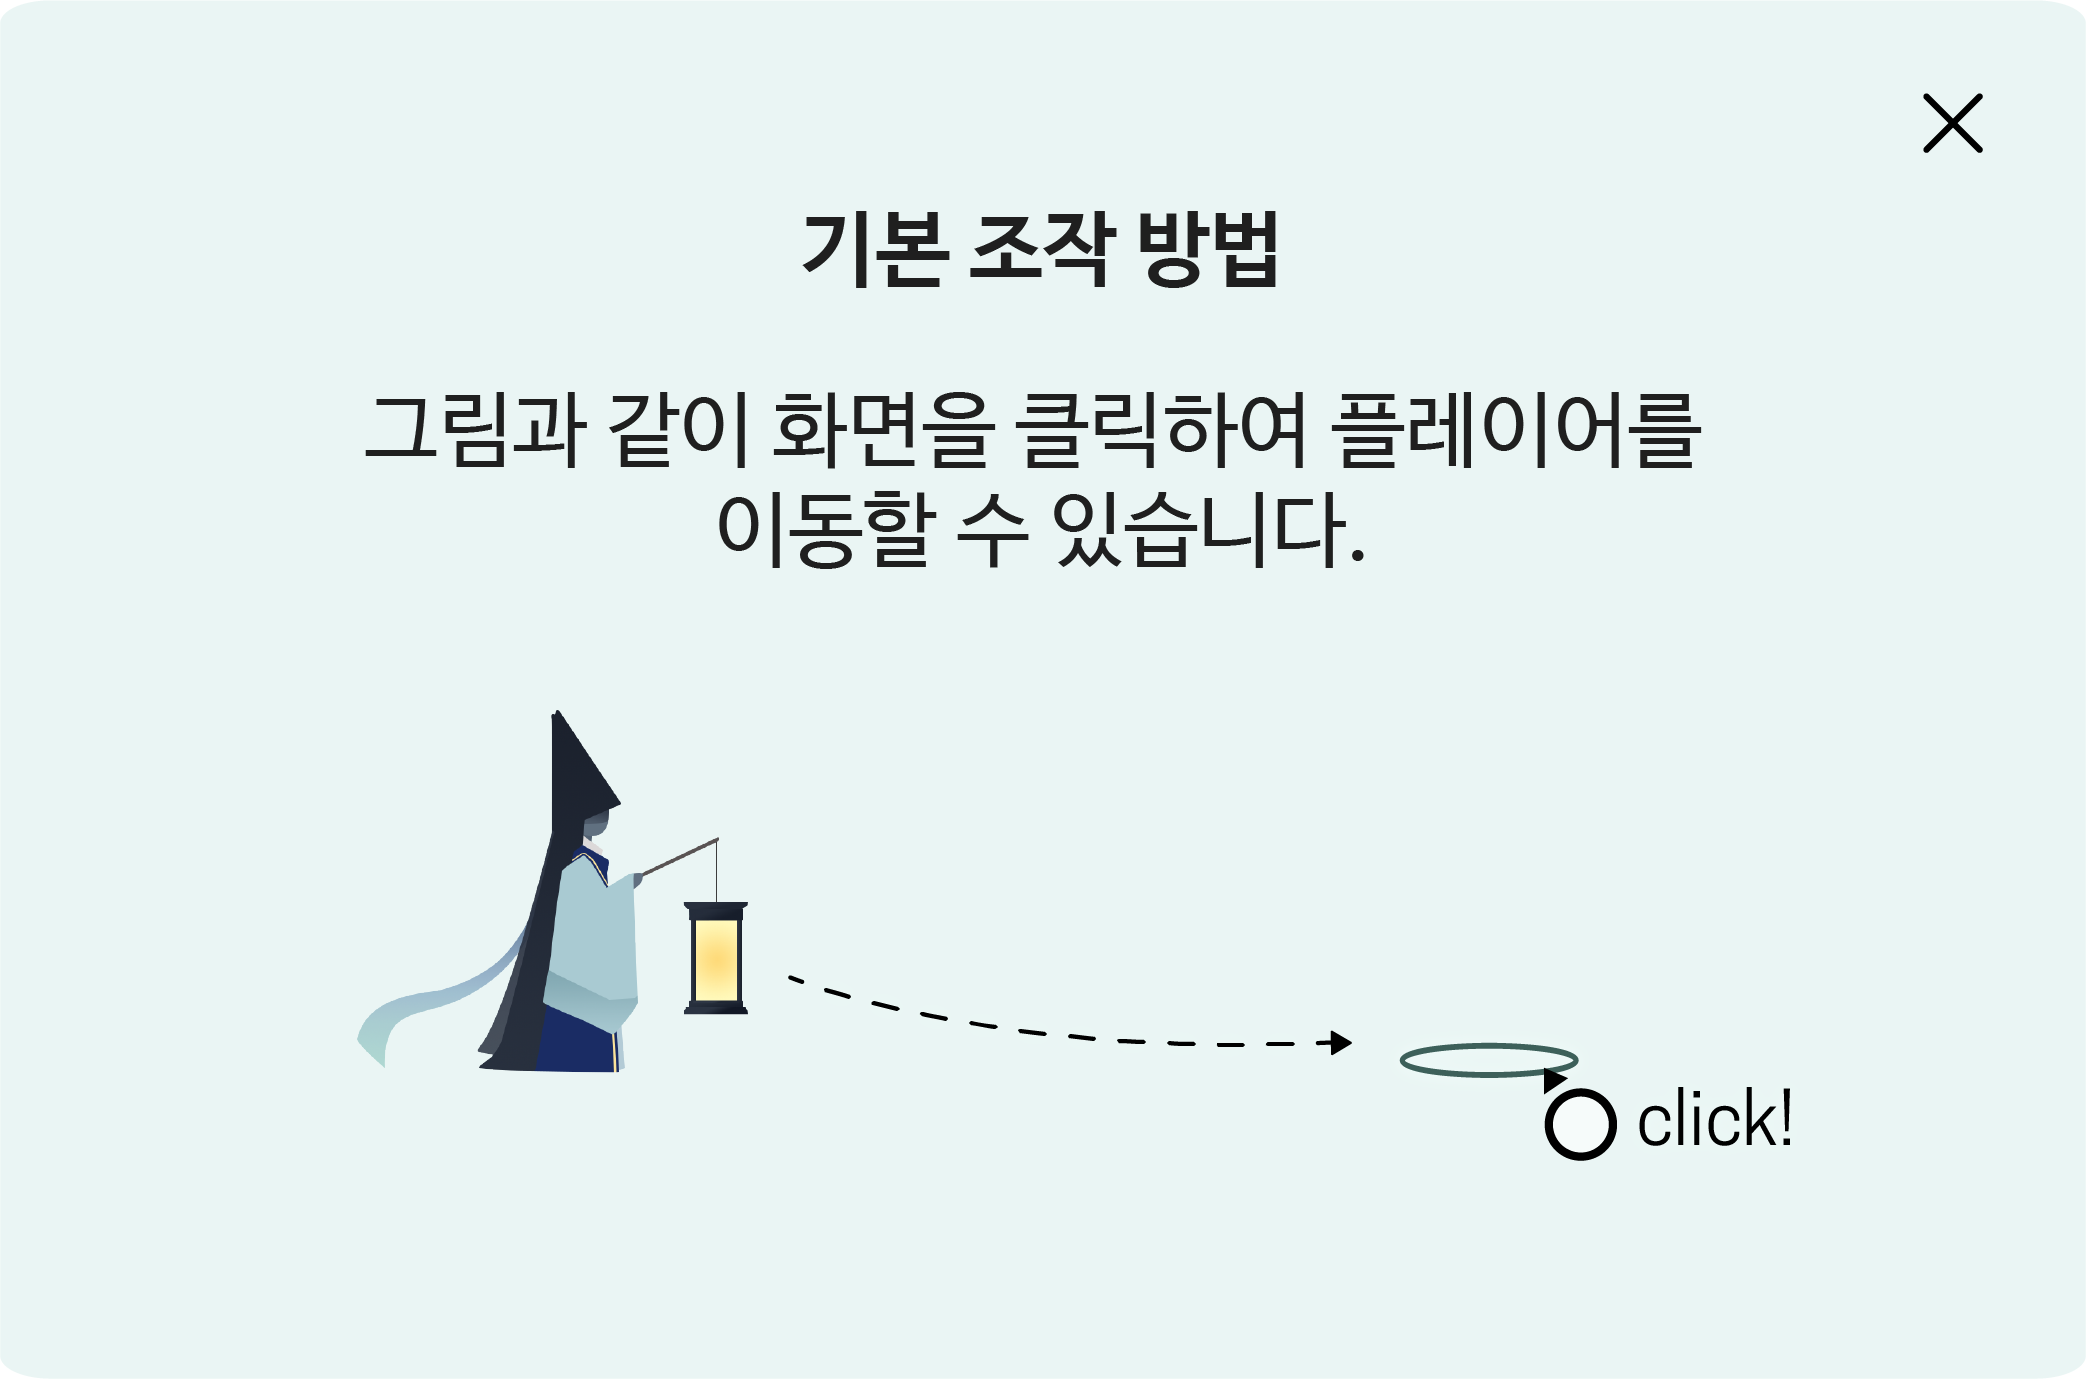 기본 조작 방법
그림과 같이 화면을 클릭하여 플레이어를
이동할 수 있습니다.
click!